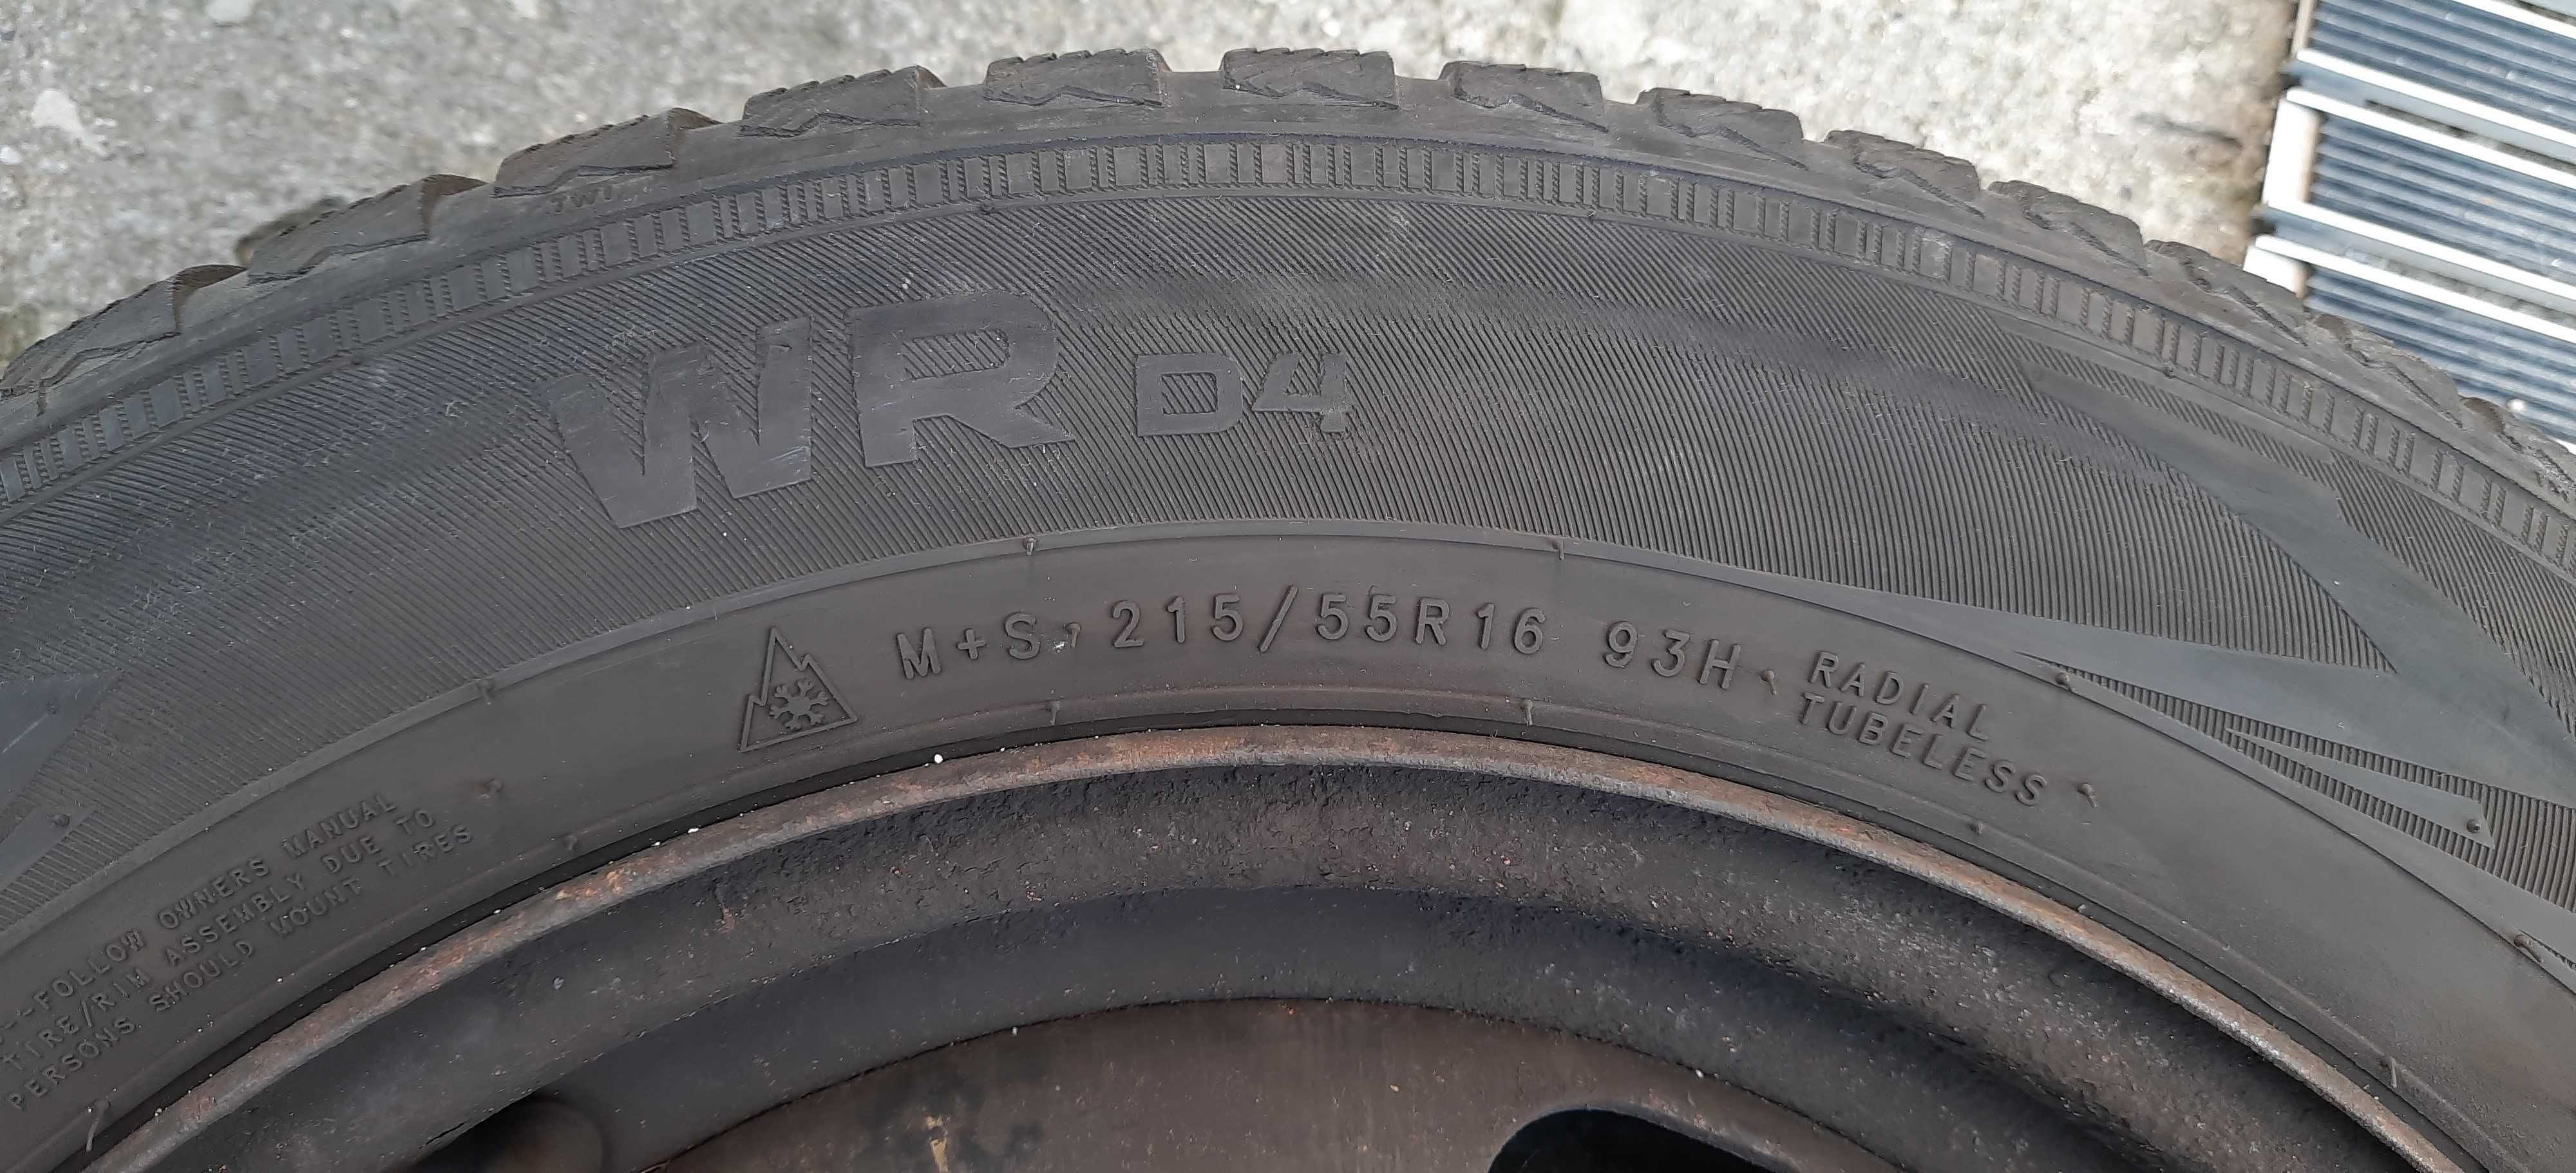 TWI
WR D4
M+S 215/55R16 93H RADIAL
TUBELESS
--FOLLOW OWNERS MANUAL
TIRE/RIM ASSEMBLY DUE TO
PERSONS SHOULD MOUNT TIRES